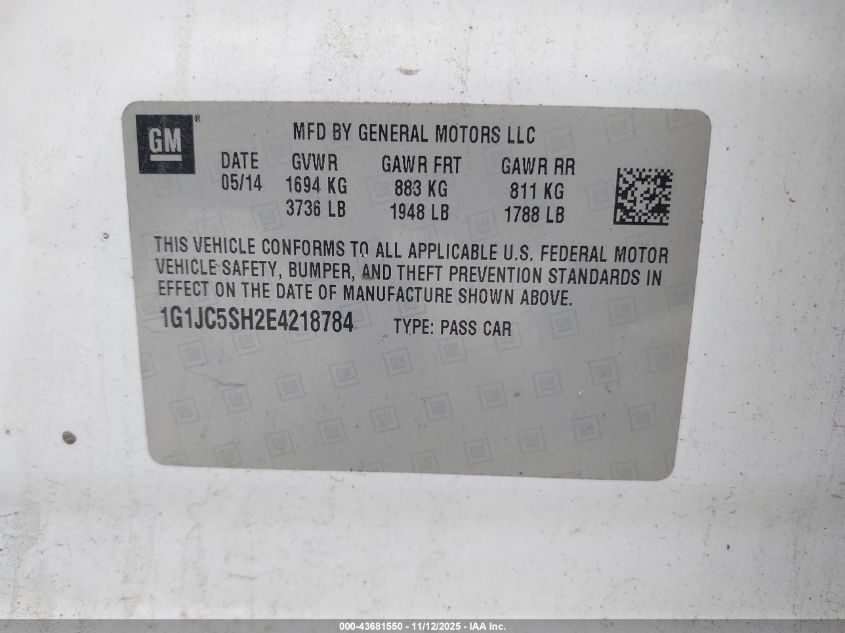 GM®
MFD BY GENERAL MOTORS LLC
DATE GVWR GAWR FRT GAWR RR
05/14 1694 KG 883 KG 811 KG
3736 LB 1948 LB 1788 LB
THIS VEHICLE CONFORMS TO ALL APPLICABLE U.S. FEDERAL MOTOR
VEHICLE SAFETY, BUMPER, AND THEFT PREVENTION STANDARDS IN
EFFECT ON THE DATE OF MANUFACTURE SHOWN ABOVE.
1G1JC5SH2E4218784 TYPE: PASS CAR
000-43681550 — 11/12/2025 — IAA Inc.